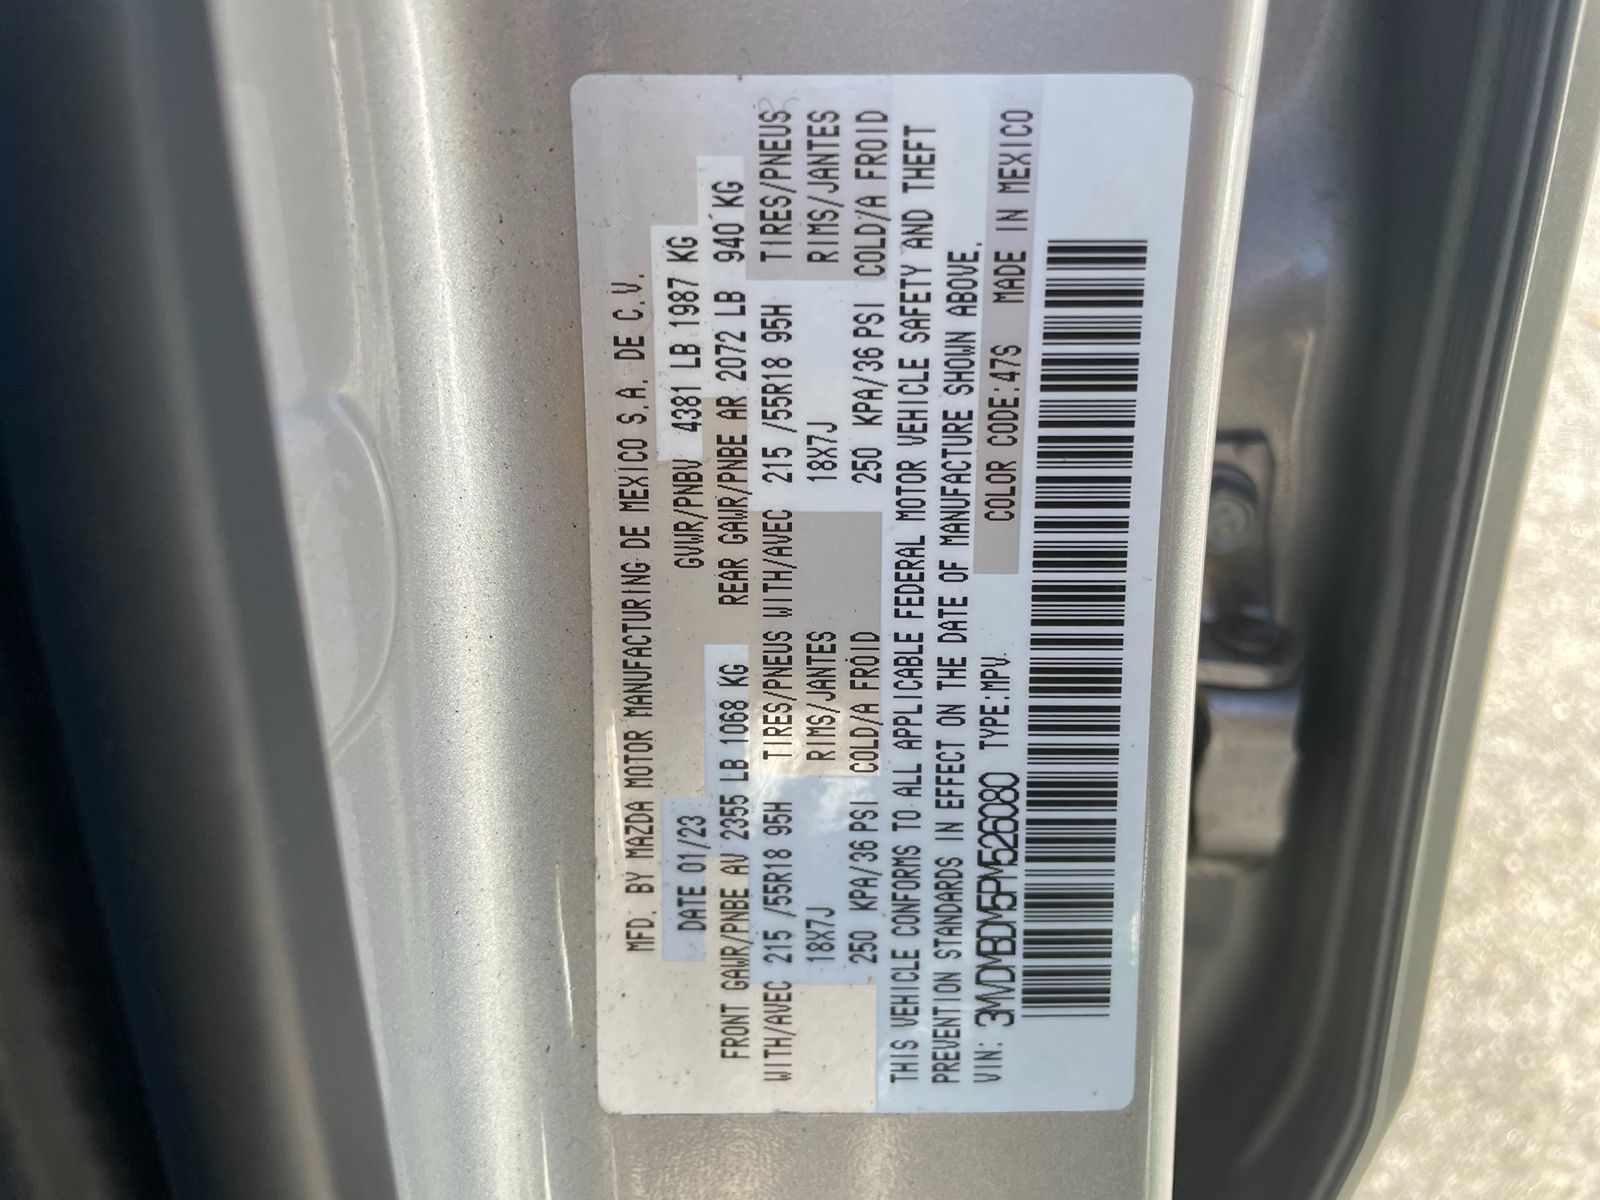 MFD. BY MAZDA MOTOR MANUFACTURING DE MEXICO S.A. DE C.V.
DATE 01/23 GVWR/PNBV 4381 LB 1987 KG
FRONT GAWR/PNBE AV 2355 LB 1068 KG REAR GAWR/PNBE AR 2072 LB 940 KG
WITH/AVEC 215 /55R18 95H TIRES/PNEUS WITH/AVEC 215 /55R18 95H TIRES/PNEUS
18X7J RIMS/JANTES 18X7J RIMS/JANTES
250 KPA/36 PSI COLD/A FROID 250 KPA/36 PSI COLD/A FROID
THIS VEHICLE CONFORMS TO ALL APPLICABLE FEDERAL MOTOR VEHICLE SAFETY AND THEFT
PREVENTION STANDARDS IN EFFECT ON THE DATE OF MANUFACTURE SHOWN ABOVE.
VIN: 3MVDMBDM5PM526080 TYPE:MPV COLOR CODE:47S MADE IN MEXICO